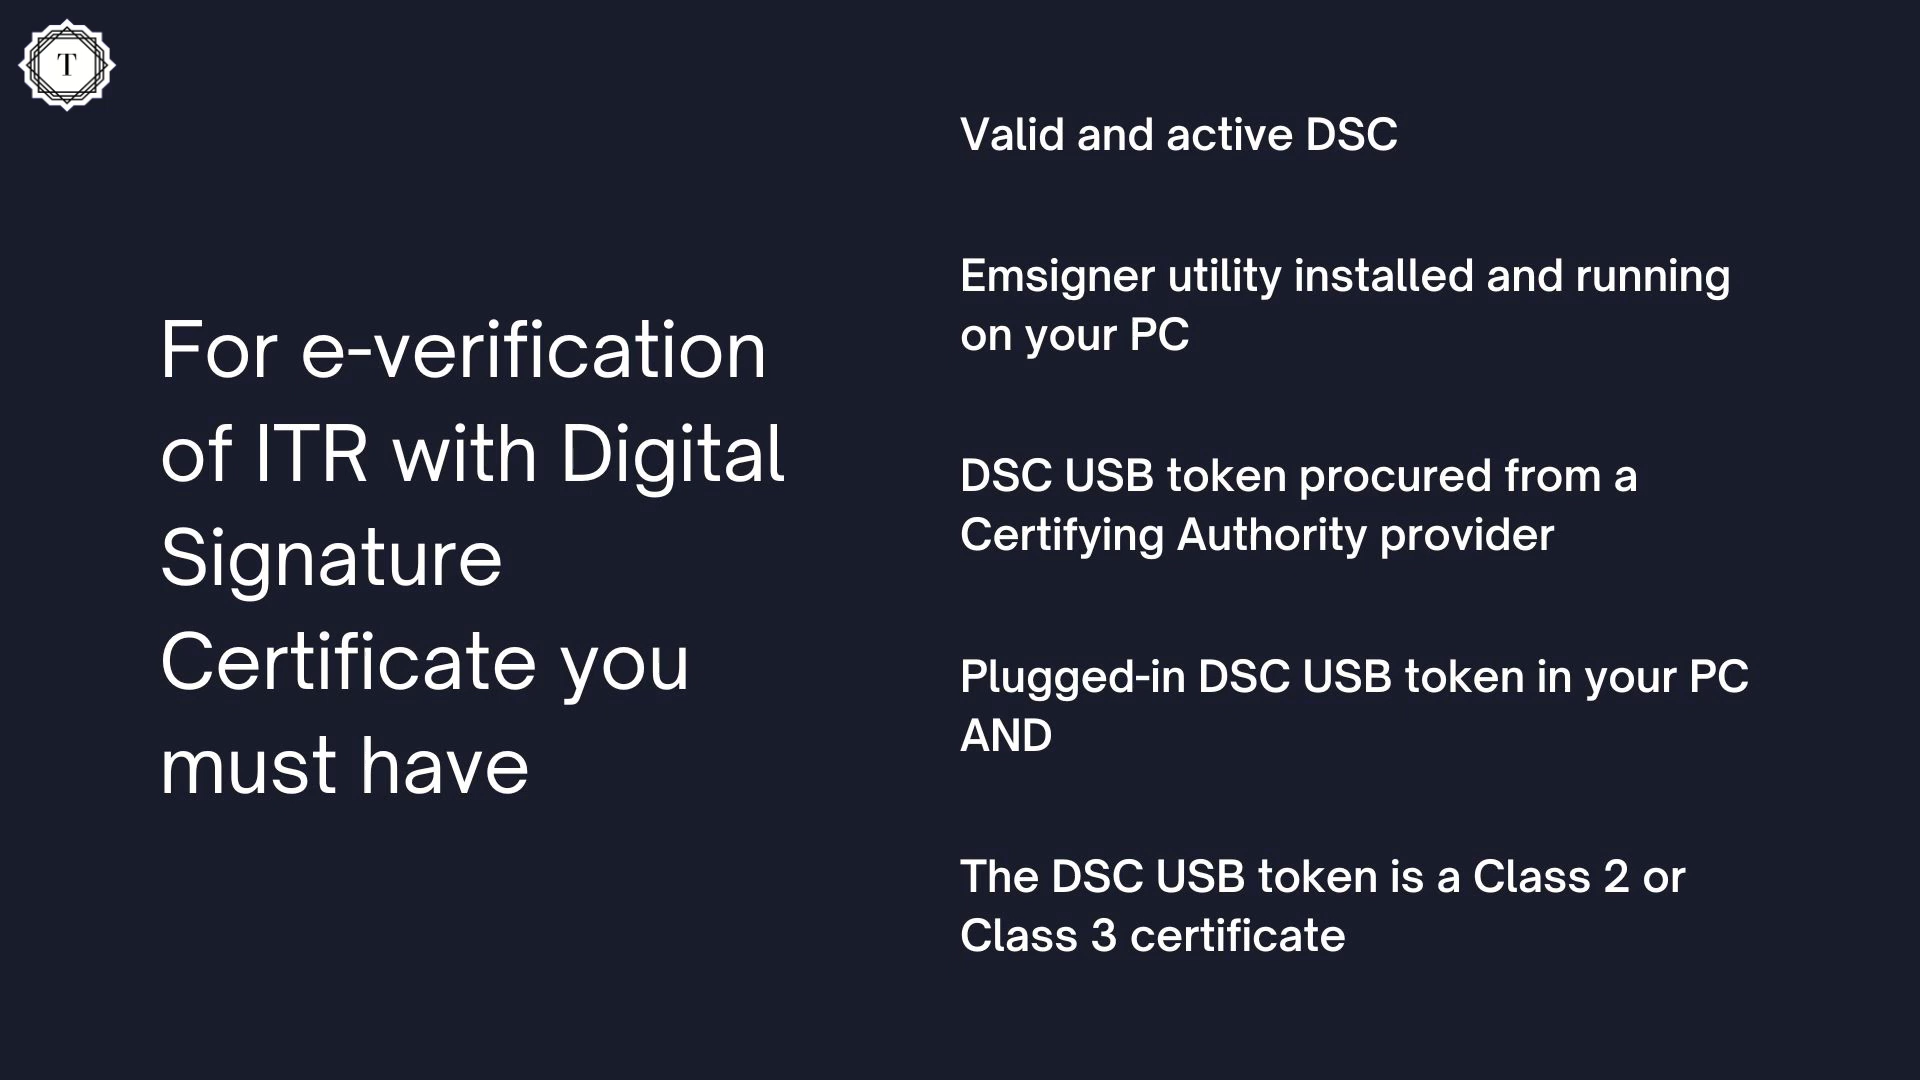 T
For e-verification
of ITR with Digital
Signature
Certificate you
must have
Valid and active DSC
Emsigner utility installed and running
on your PC
DSC USB token procured from a
Certifying Authority provider
Plugged-in DSC USB token in your PC
AND
The DSC USB token is a Class 2 or
Class 3 certificate